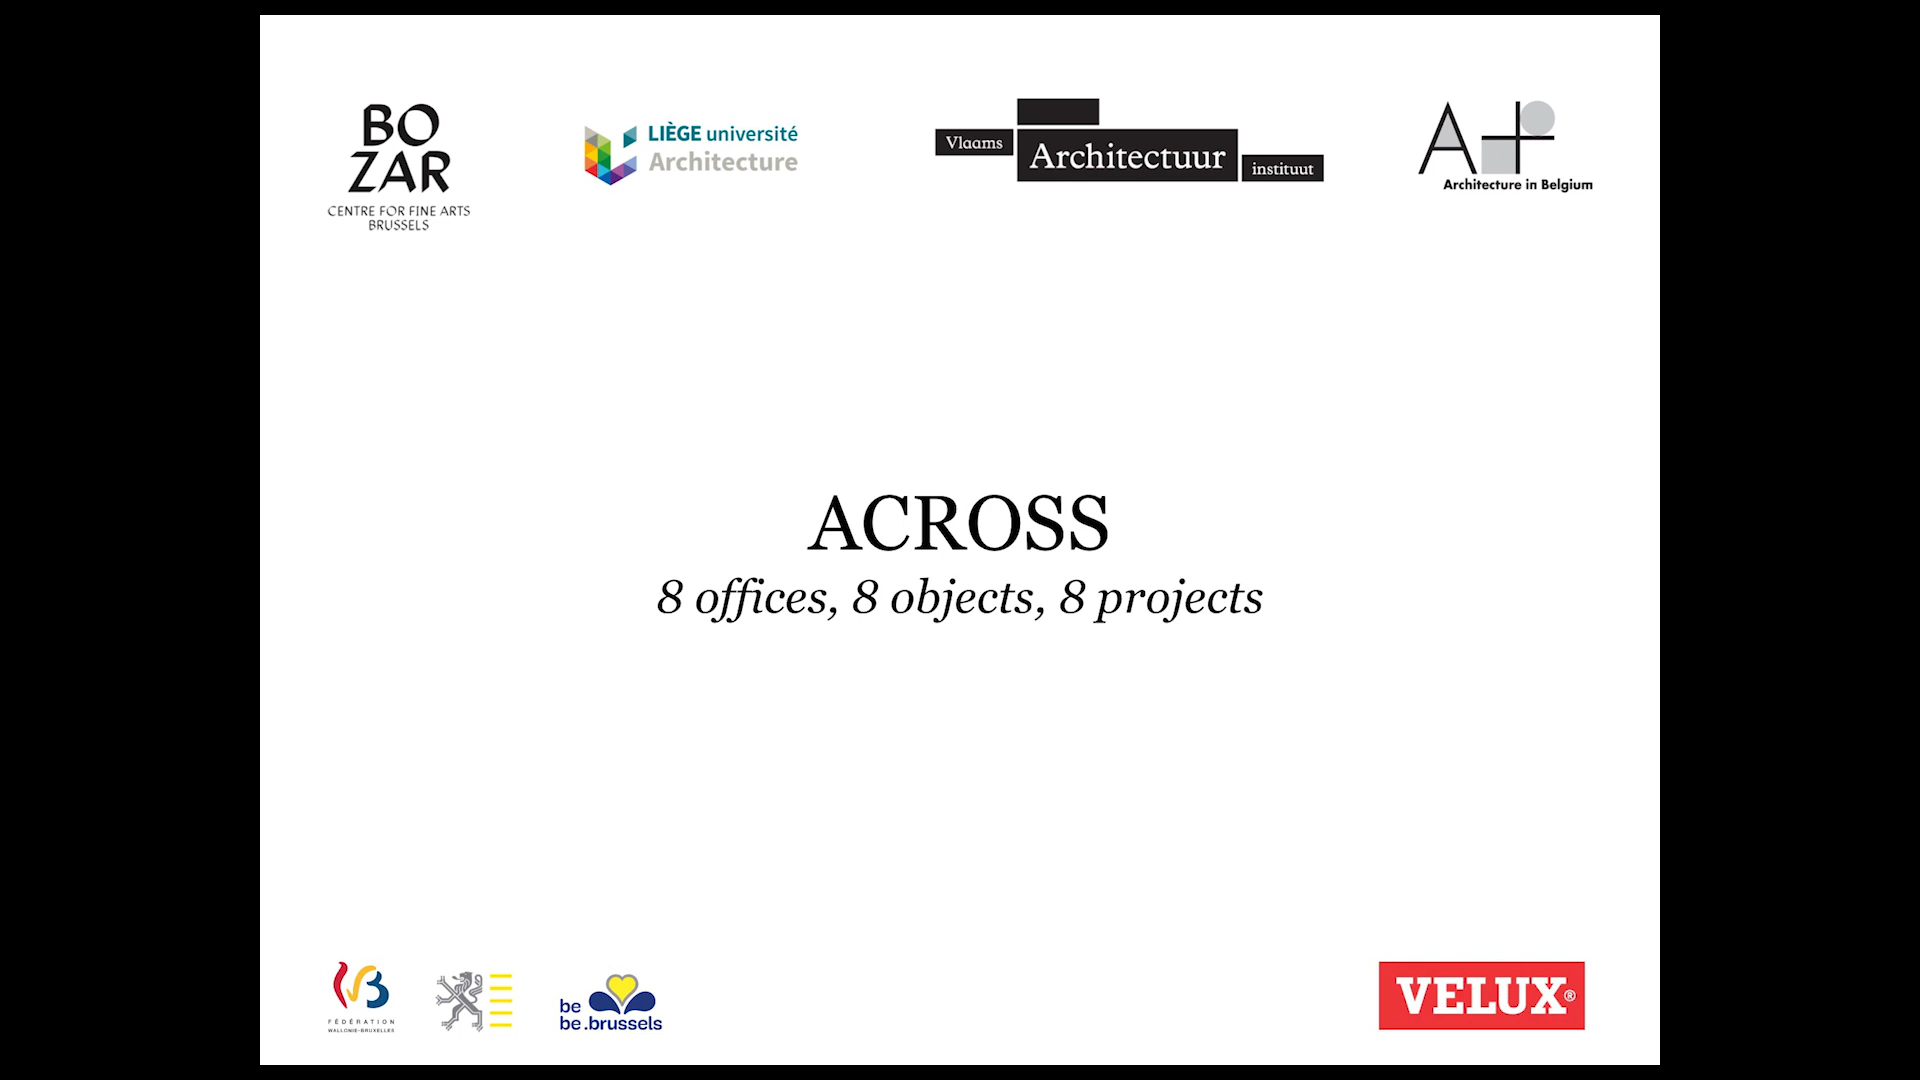 BO
ZAR
CENTRE FOR FINE ARTS
BRUSSELS
LIÈGE université
Architecture
Vlaams
Architectuur
instituut
A+
Architecture in Belgium
ACROSS
8 offices, 8 objects, 8 projects
FÉDÉRATION
WALLONIE-BRUXELLES
be
be.brussels
VELUX®